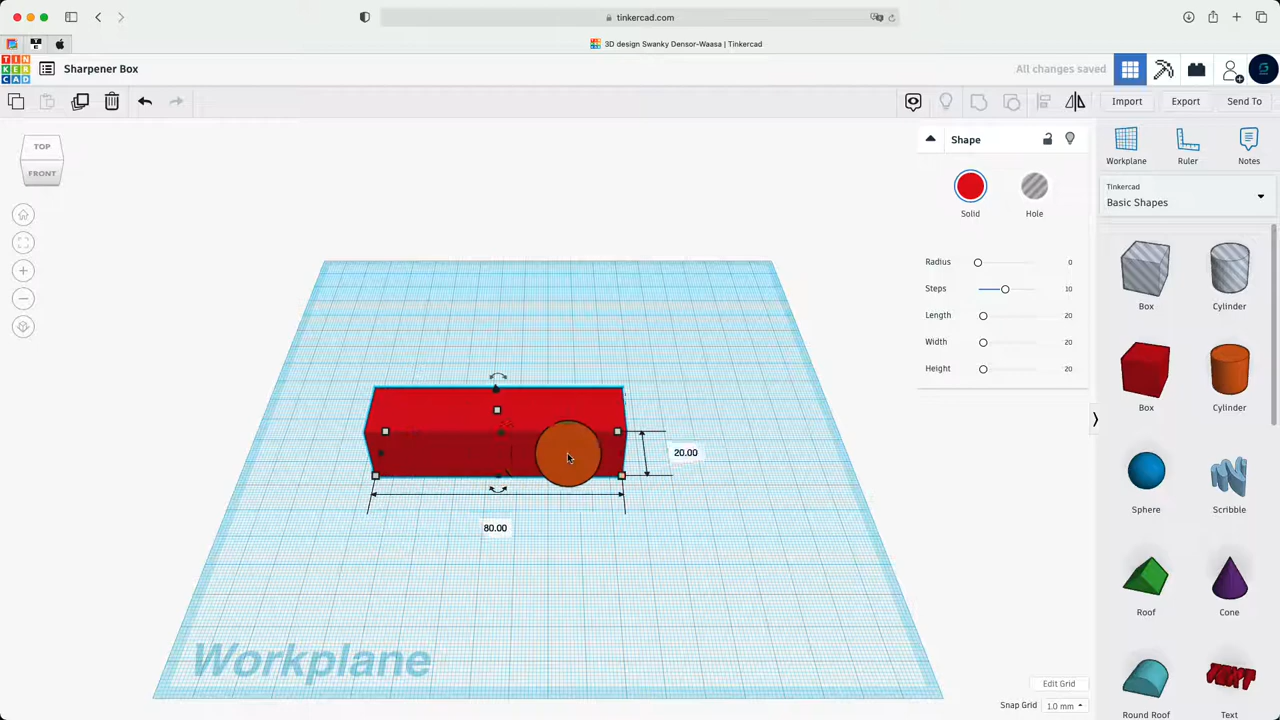 tinkercad.com
3D design Swanky Densor-Waasa | Tinkercad
TIN
KER
CAD
Sharpener Box
All changes saved
Import
Export
Send To
TOP
FRONT
Shape
Solid
Hole
Radius 0
Steps 10
Length 20
Width 20
Height 20
Workplane
Ruler
Notes
Tinkercad
Basic Shapes
Box
Cylinder
Box
Cylinder
Sphere
Scribble
Roof
Cone
Round Roof
Text
TEXT
20.00
80.00
Workplane
Edit Grid
Snap Grid 1.0 mm